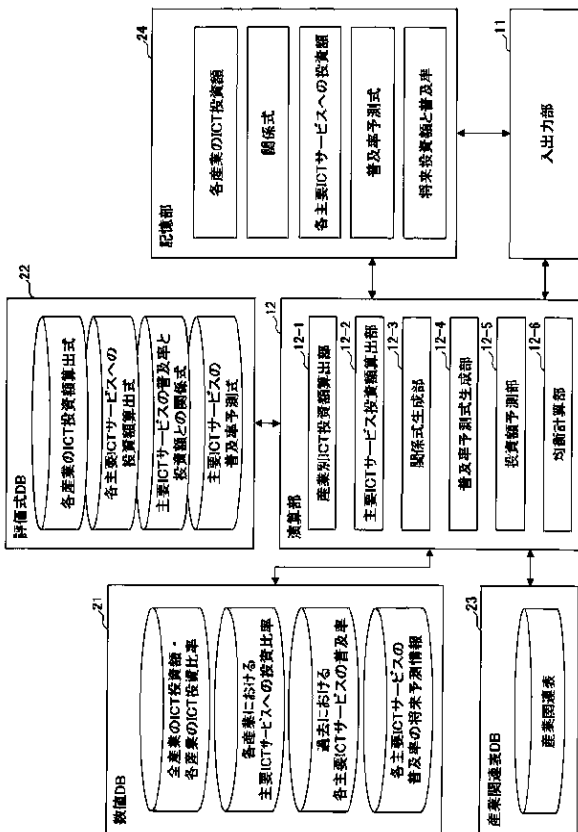 数値DB
21
全産業のICT投資額・
各産業のICT投資比率
各産業における
主要ICTサービスへの投資比率
過去における
各主要ICTサービスの普及率
各主要ICTサービスの
普及率の将来予測情報
産業関連表DB
23
産業関連表
評価式DB
22
各産業のICT投資額算出式
各主要ICTサービスへの
投資額算出式
主要ICTサービスの普及率と
投資額との関係式
主要ICTサービスの
普及率予測式
演算部
12
12-1
産業別ICT投資額算出部
12-2
主要ICTサービス投資額算出部
12-3
関係式生成部
12-4
普及率予測式生成部
12-5
投資額予測部
12-6
均衡計算部
記憶部
24
各産業のICT投資額
関係式
各主要ICTサービスへの投資額
普及率予測式
将来投資額と普及率
11
入出力部